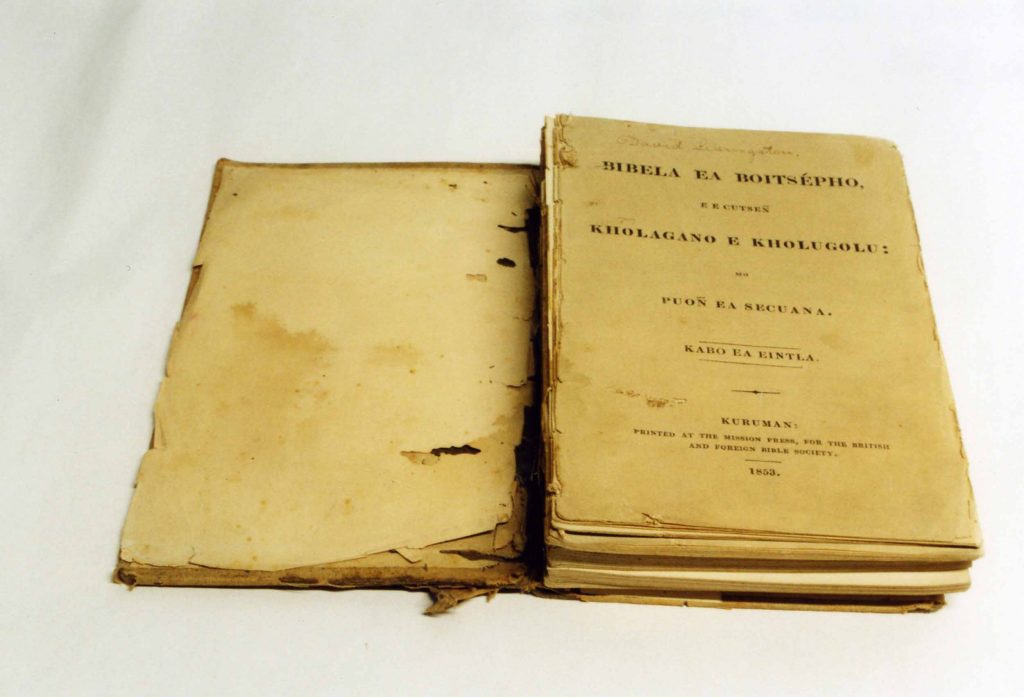 David Livingston.
BIBELA EA BOITSÉPHO,
E E CUTSEÑ
KHOLAGANO E KHOLUGOLU:
MO
PUOÑ EA SECUANA.
KABO EA EINTLA.
KURUMAN:
PRINTED AT THE MISSION PRESS, FOR THE BRITISH
AND FOREIGN BIBLE SOCIETY.
1853.